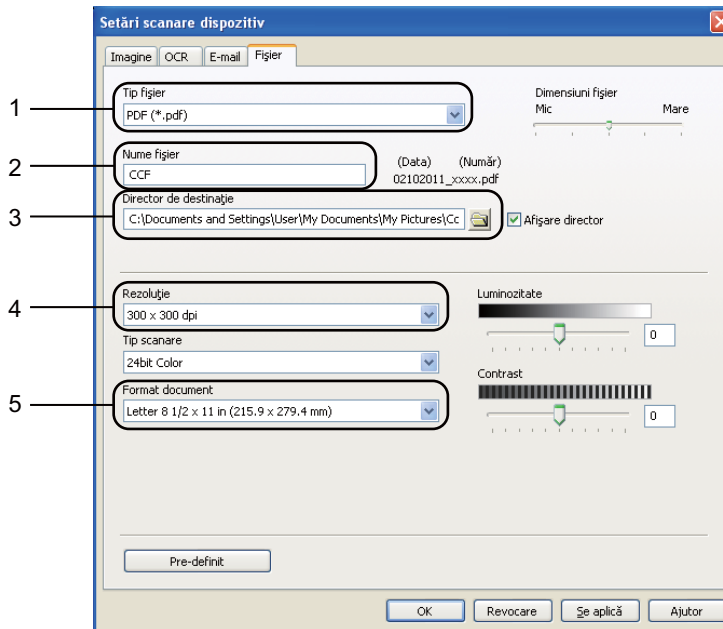 Setări scanare dispozitiv
Imagine OCR E-mail Fişier
1
Tip fişier
PDF (*.pdf)
Dimensiuni fişier
Mic Mare
2
Nume fişier
CCF
(Data) (Număr)
02102011_xxxx.pdf
3
Director de destinaţie
C:\Documents and Settings\User\My Documents\My Pictures\Cc
Afişare director
4
Rezoluţie
300 x 300 dpi
Tip scanare
24bit Color
5
Format document
Letter 8 1/2 x 11 in (215.9 x 279.4 mm)
Luminozitate
0
Contrast
0
Pre-definit
OK Revocare Se aplică Ajutor